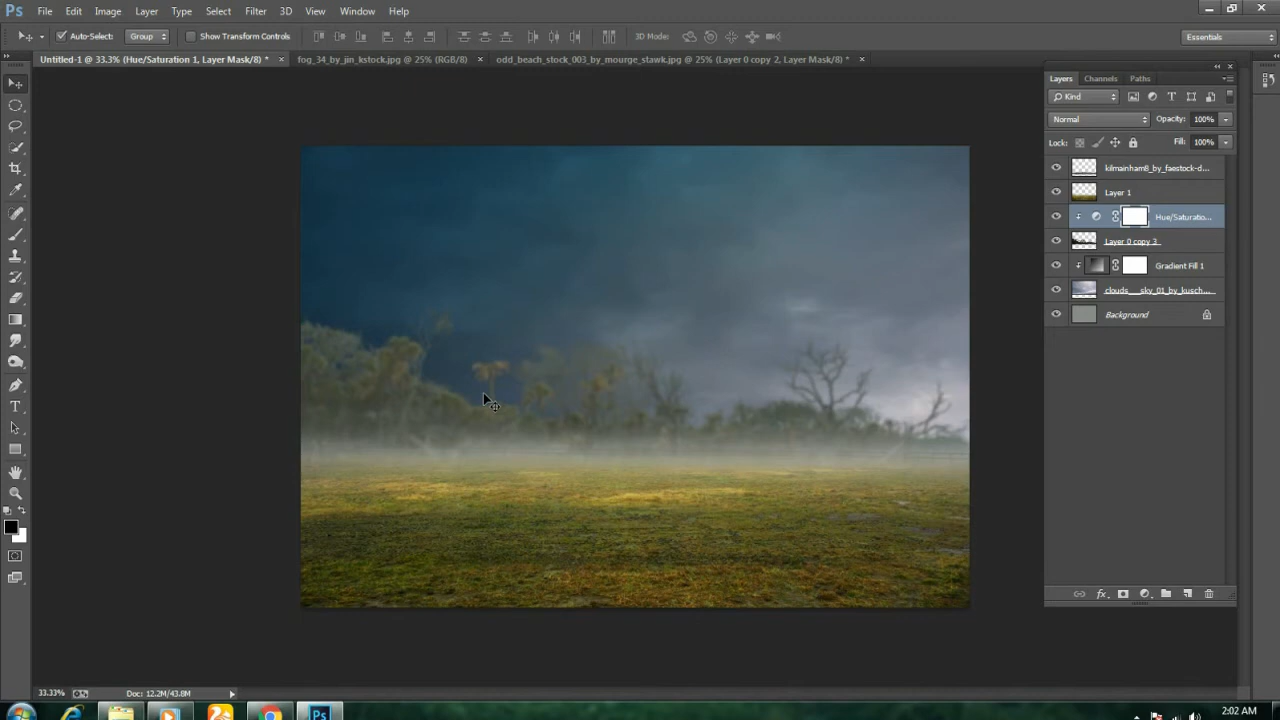 Ps File Edit Image Layer Type Select Filter 3D View Window Help
Auto-Select: Group Show Transform Controls 3D Mode: Essentials
Untitled-1 @ 33.3% (Hue/Saturation 1, Layer Mask/8) * × fog_34_by_jin_kstock.jpg @ 25% (RGB/8) × odd_beach_stock_003_by_mourge_stawk.jpg @ 25% (Layer 0 copy 2, Layer Mask/8) * ×
Layers Channels Paths
Kind
Normal Opacity: 100%
Lock: Fill: 100%
kilmainham8_by_faestock-d...
Layer 1
Hue/Saturatio...
Layer 0 copy 3
Gradient Fill 1
clouds___sky_01_by_kusch...
Background
33.33% Doc: 12.2M/43.8M
Ps 2:02 AM